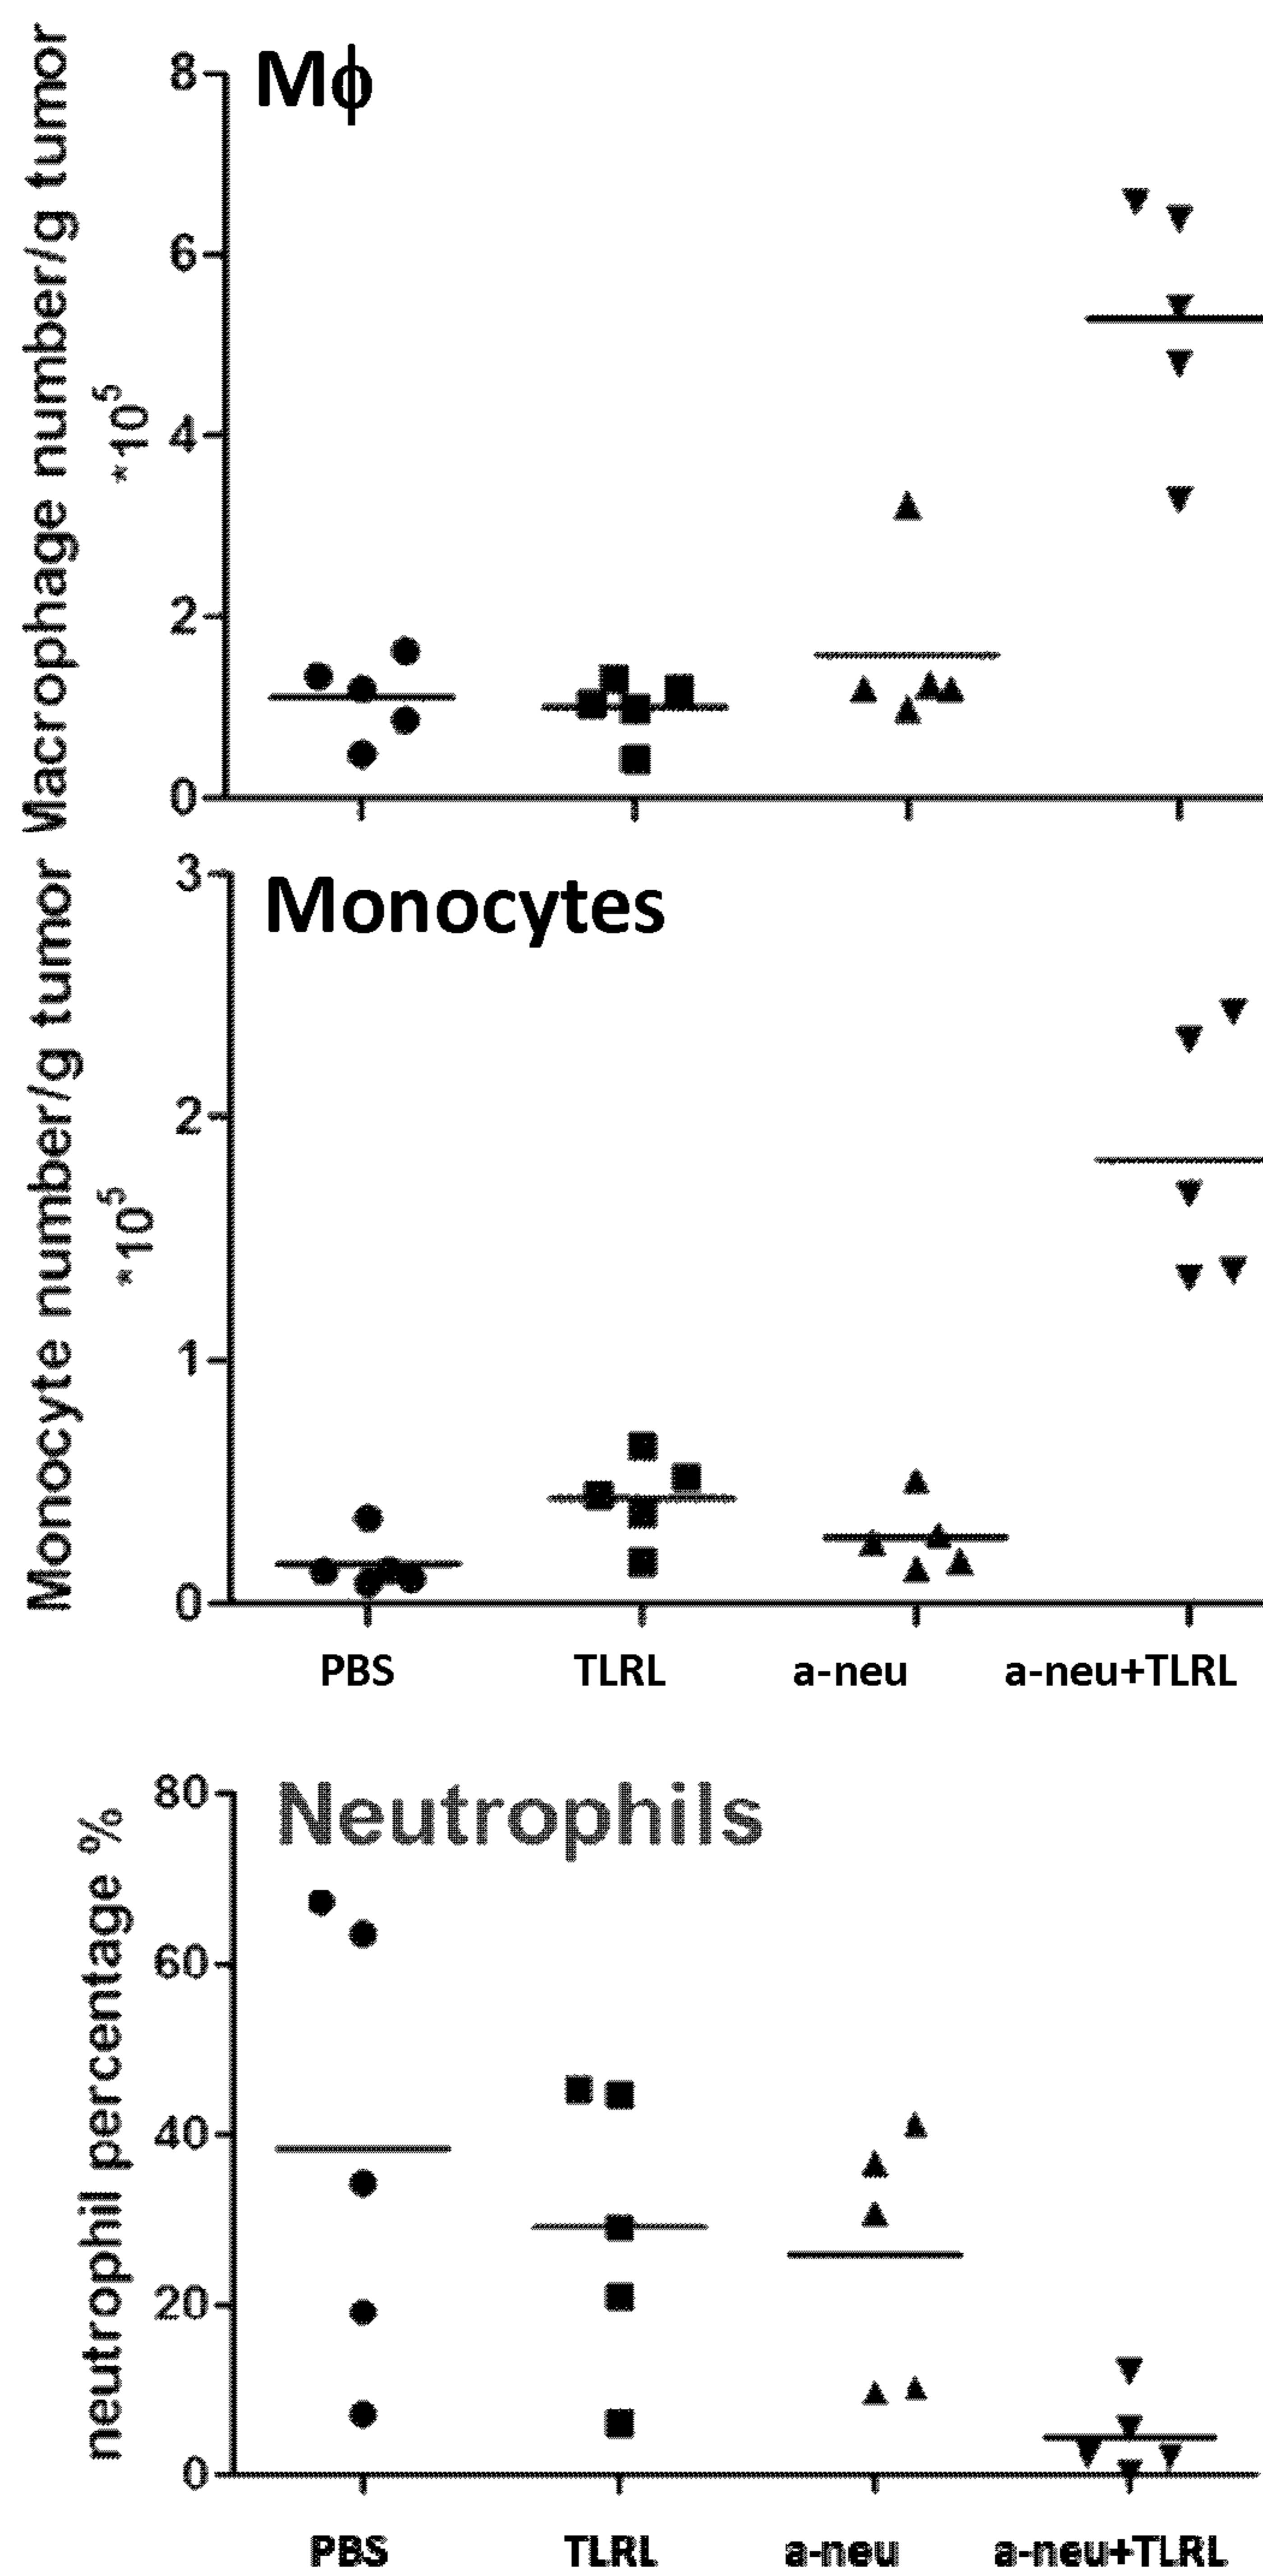 Mϕ
Macrophage number/g tumor
*10⁵
8
6
4
2
0
Monocytes
Monocyte number/g tumor
*10⁵
3
2
1
0
PBS TLRL a-neu a-neu+TLRL
Neutrophils
neutrophil percentage %
80
60
40
20
0
PBS TLRL a-neu a-neu+TLRL